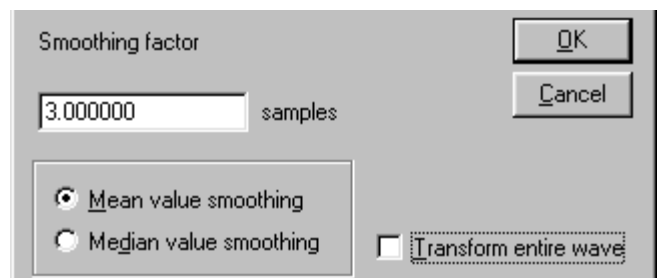 Smoothing factor
OK
Cancel
3.000000 samples
Mean value smoothing
Median value smoothing
Transform entire wave